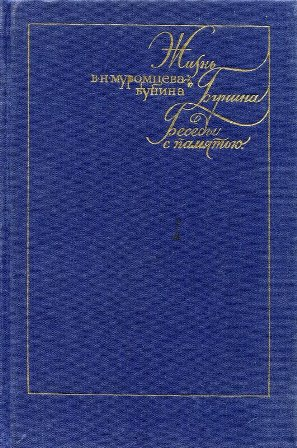 Жизнь
В·Н·Муромцева-
Бунина
Бунина
Беседы
с памятью.